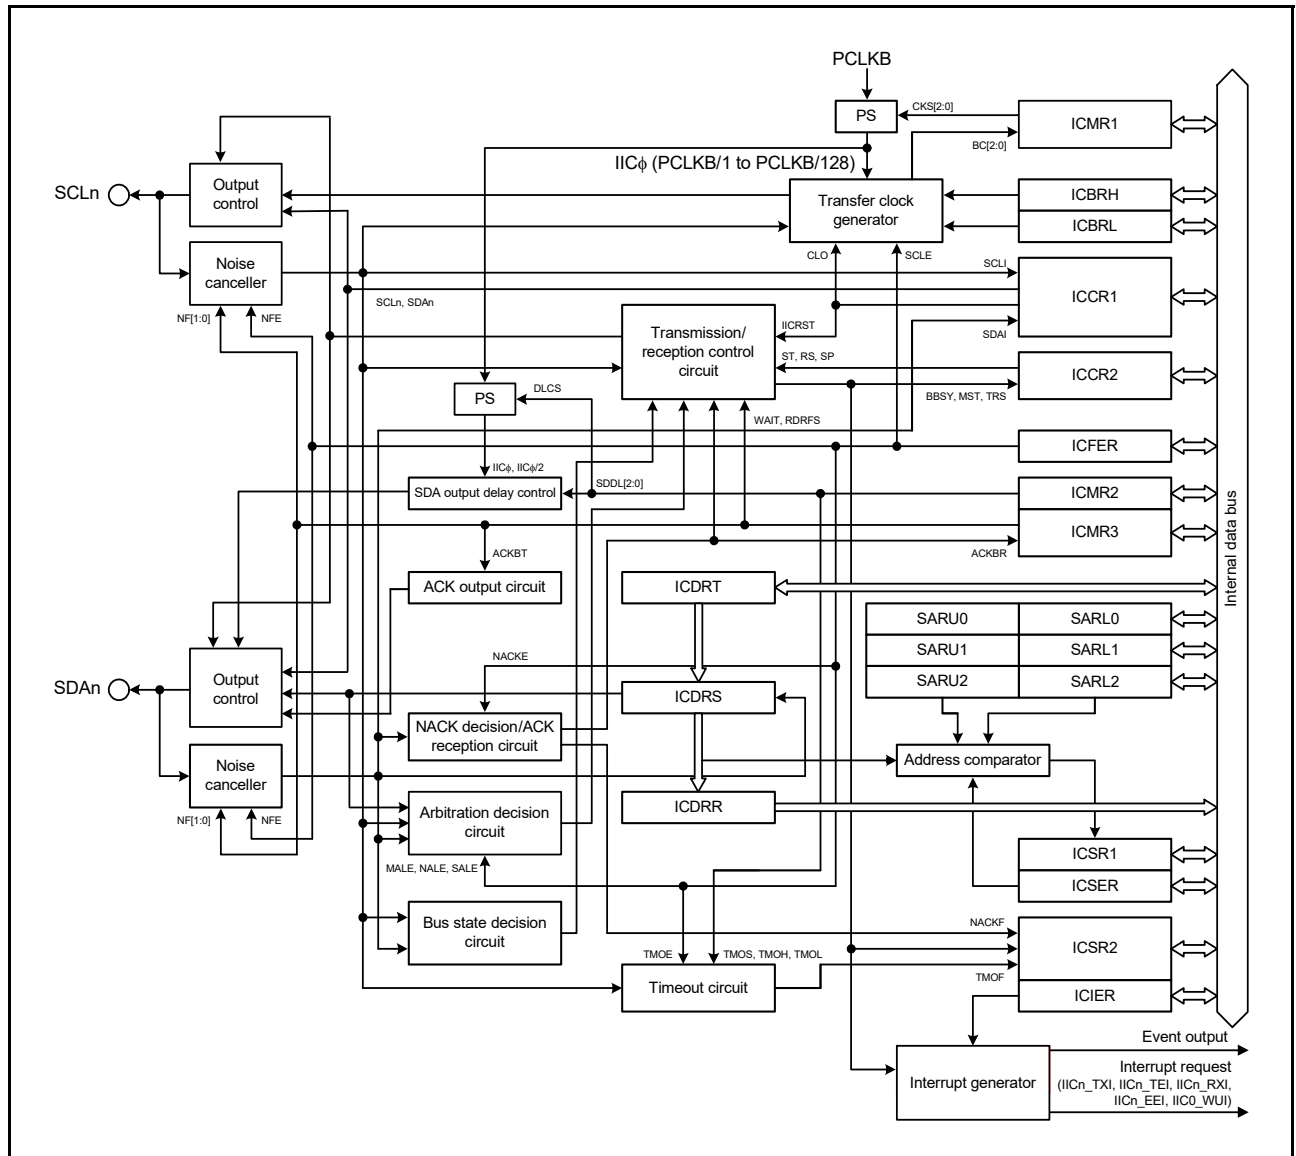 PCLKB
PS
CKS[2:0]
ICMR1
BC[2:0]
IICϕ (PCLKB/1 to PCLKB/128)
SCLn
Output
control
Transfer clock
generator
ICBRH
ICBRL
Noise
canceller
CLO
SCLE
SCLI
ICCR1
SCLn, SDAn
NF[1:0]
NFE
Transmission/
reception control
circuit
IICRST
SDAI
ST, RS, SP
ICCR2
BBSY, MST, TRS
PS
DLCS
WAIT, RDRFS
ICFER
IICϕ, IICϕ/2
SDA output delay control
SDDL[2:0]
ICMR2
ICMR3
ACKBT
ACKBR
ACK output circuit
ICDRT
Internal data bus
SARU0
SARL0
SARU1
SARL1
SARU2
SARL2
NACKE
SDAn
Output
control
ICDRS
NACK decision/ACK
reception circuit
Noise
canceller
Address comparator
NF[1:0]
NFE
Arbitration decision
circuit
ICDRR
MALE, NALE, SALE
ICSR1
ICSER
Bus state decision
circuit
NACKF
ICSR2
TMOE
TMOS, TMOH, TMOL
TMOF
Timeout circuit
ICIER
Event output
Interrupt generator
Interrupt request
(IICn_TXI, IICn_TEI, IICn_RXI,
IICn_EEI, IIC0_WUI)